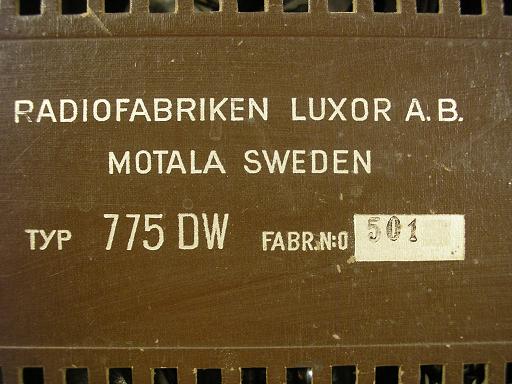 RADIOFABRIKEN LUXOR A.B.
MOTALA SWEDEN
TYP 775 DW FABR.N:O 501